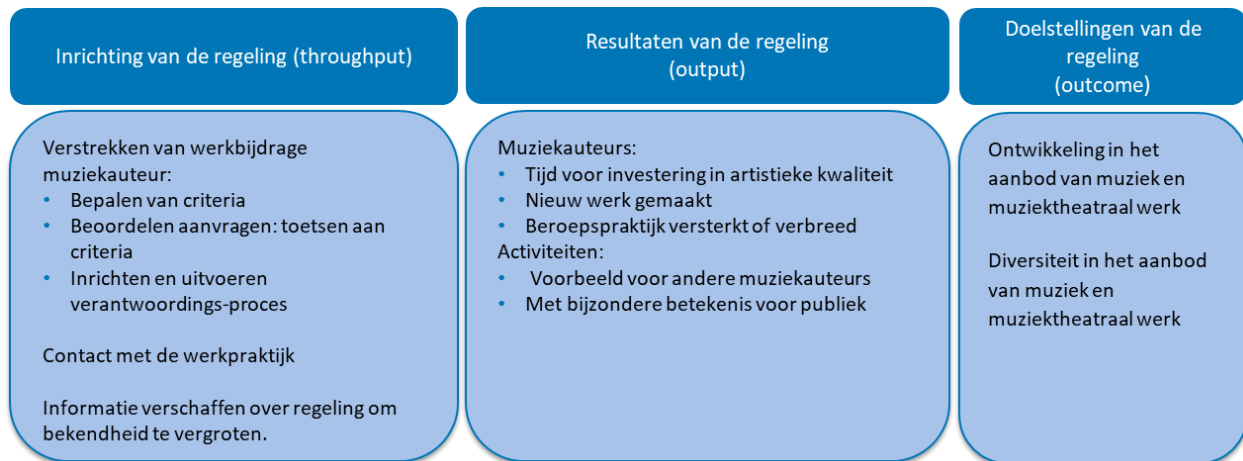 Inrichting van de regeling (throughput)
Verstrekken van werkbijdrage
muziekauteur:
• Bepalen van criteria
• Beoordelen aanvragen: toetsen aan
criteria
• Inrichten en uitvoeren
verantwoordings-proces
Contact met de werkpraktijk
Informatie verschaffen over regeling om
bekendheid te vergroten.
Resultaten van de regeling
(output)
Muziekauteurs:
• Tijd voor investering in artistieke kwaliteit
• Nieuw werk gemaakt
• Beroepspraktijk versterkt of verbreed
Activiteiten:
• Voorbeeld voor andere muziekauteurs
• Met bijzondere betekenis voor publiek
Doelstellingen van de
regeling
(outcome)
Ontwikkeling in het
aanbod van muziek en
muziektheatraal werk
Diversiteit in het aanbod
van muziek en
muziektheatraal werk